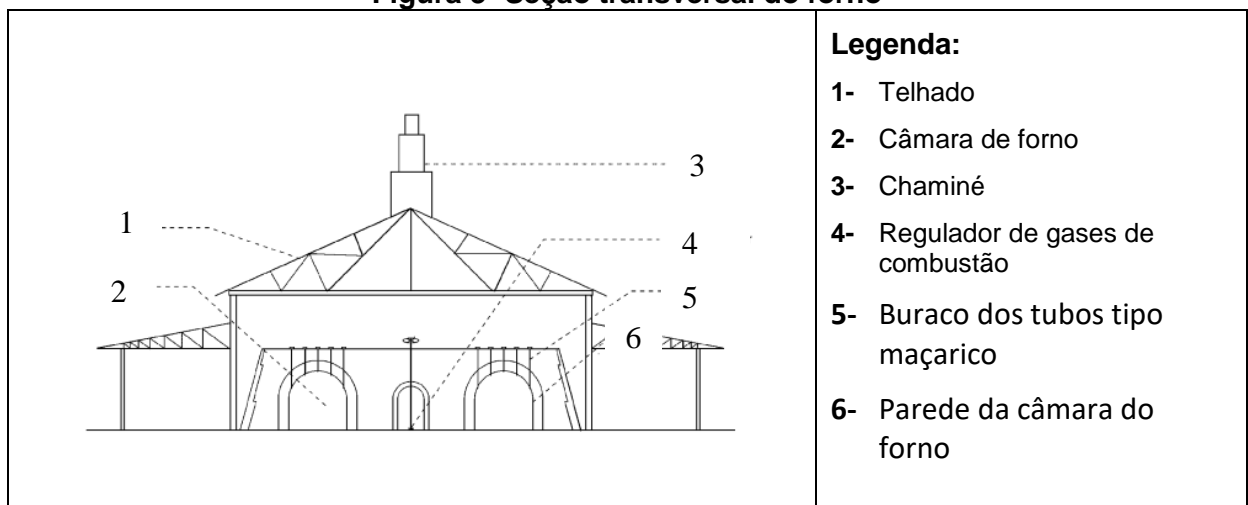 Figura 3- Seção transversal do forno
3
1
4
2
5
6
Legenda:
1- Telhado
2- Câmara de forno
3- Chaminé
4- Regulador de gases de
combustão
5- Buraco dos tubos tipo
maçarico
6- Parede da câmara do
forno